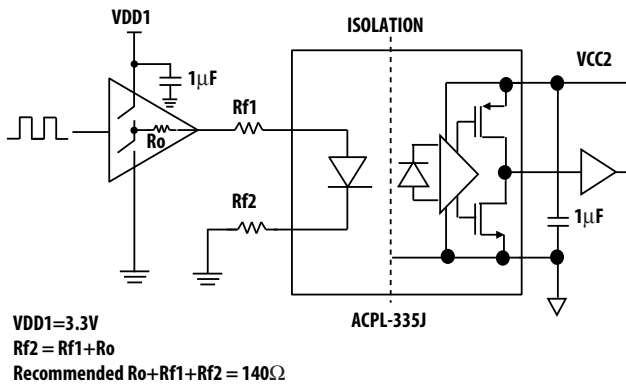 ISOLATION
VDD1
VCC2
1µF
Rf1
Ro
Rf2
1µF
ACPL-335J
VDD1=3.3V
Rf2 = Rf1+Ro
Recommended Ro+Rf1+Rf2 = 140Ω